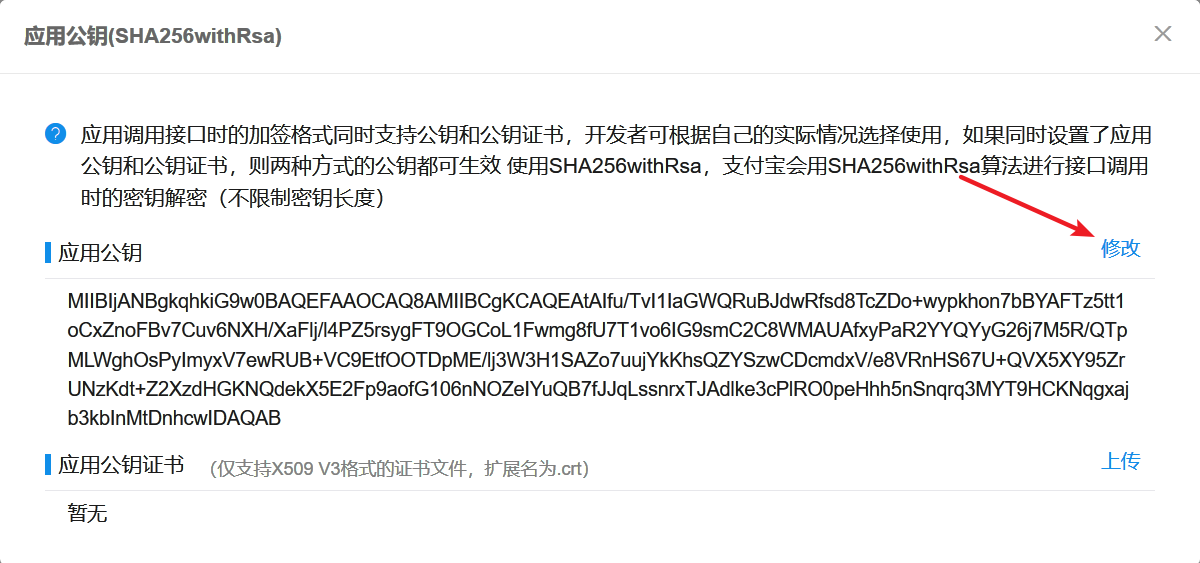 应用公钥(SHA256withRsa)
应用调用接口时的加签格式同时支持公钥和公钥证书，开发者可根据自己的实际情况选择使用，如果同时设置了应用
公钥和公钥证书，则两种方式的公钥都可生效 使用SHA256withRsa，支付宝会用SHA256withRsa算法进行接口调用
时的密钥解密（不限制密钥长度）
应用公钥
修改
MIIBIjANBgkqhkiG9w0BAQEFAAOCAQ8AMIIBCgKCAQEAtAIfu/TvI1IaGWQRuBJdwRfsd8TcZDo+wypkhon7bBYAFTz5tt1
oCxZnoFBv7Cuv6NXH/XaFlj/l4PZ5rsygFT9OGCoL1Fwmg8fU7T1vo6IG9smC2C8WMAUAfxyPaR2YYQYyG26j7M5R/QTp
MLWghOsPyImyxV7ewRUB+VC9EtfOOTDpME/lj3W3H1SAZo7uujYkKhsQZYSzwCDcmdxV/e8VRnHS67U+QVX5XY95Zr
UNzKdt+Z2XzdHGKNQdekX5E2Fp9aofG106nNOZeIYuQB7fJJqLssnrxTJAdlke3cPlRO0peHhh5nSnqrq3MYT9HCKNqgxaj
b3kbInMtDnhcwIDAQAB
应用公钥证书 （仅支持X509 V3格式的证书文件，扩展名为.crt）
上传
暂无